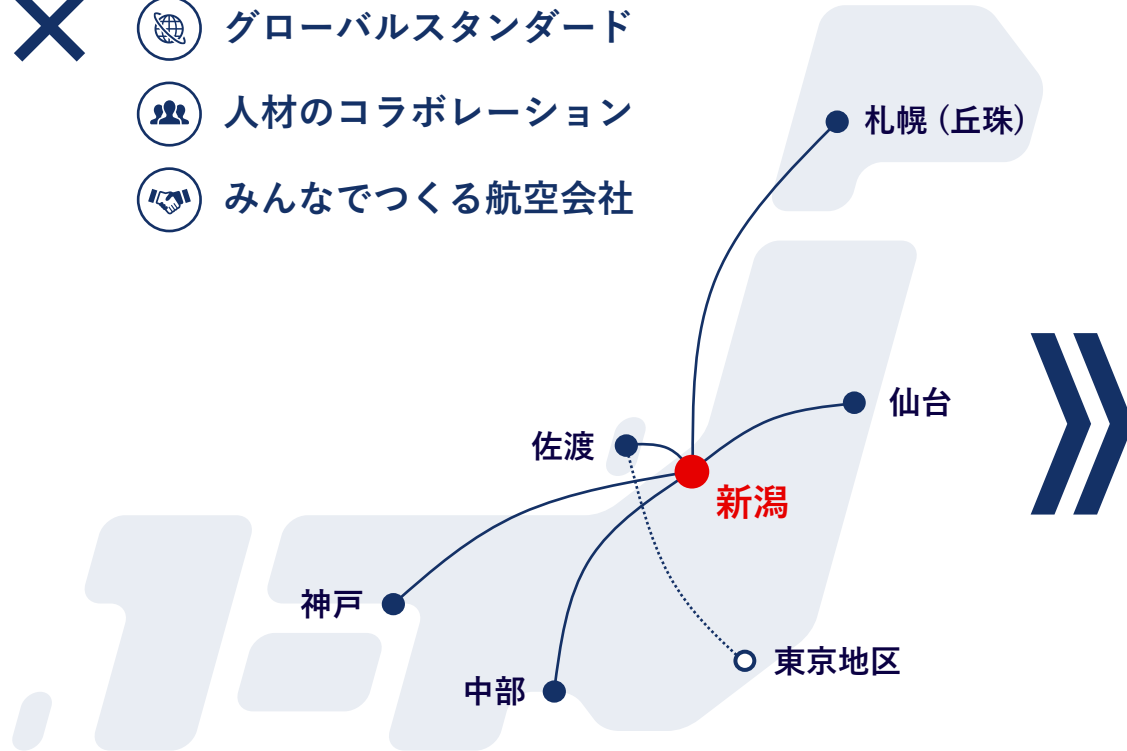 グローバルスタンダード
人材のコラボレーション
みんなでつくる航空会社
札幌（丘珠）
仙台
佐渡
新潟
神戸
東京地区
中部